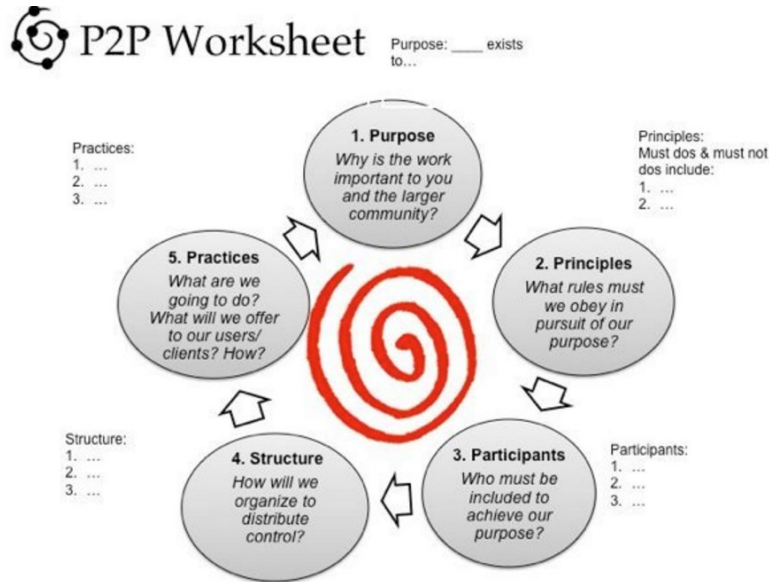 P2P Worksheet
Purpose: ____ exists
to…
1. Purpose
Why is the work
important to you
and the larger
community?
Principles:
Must dos & must not
dos include:
1. ...
2. ...
2. Principles
What rules must
we obey in
pursuit of our
purpose?
Participants:
1. ...
2. ...
3. ...
3. Participants
Who must be
included to
achieve our
purpose?
4. Structure
How will we
organize to
distribute
control?
Structure:
1. ...
2. ...
3. ...
5. Practices
What are we
going to do?
What will we offer
to our users/
clients? How?
Practices:
1. ...
2. ...
3. ...